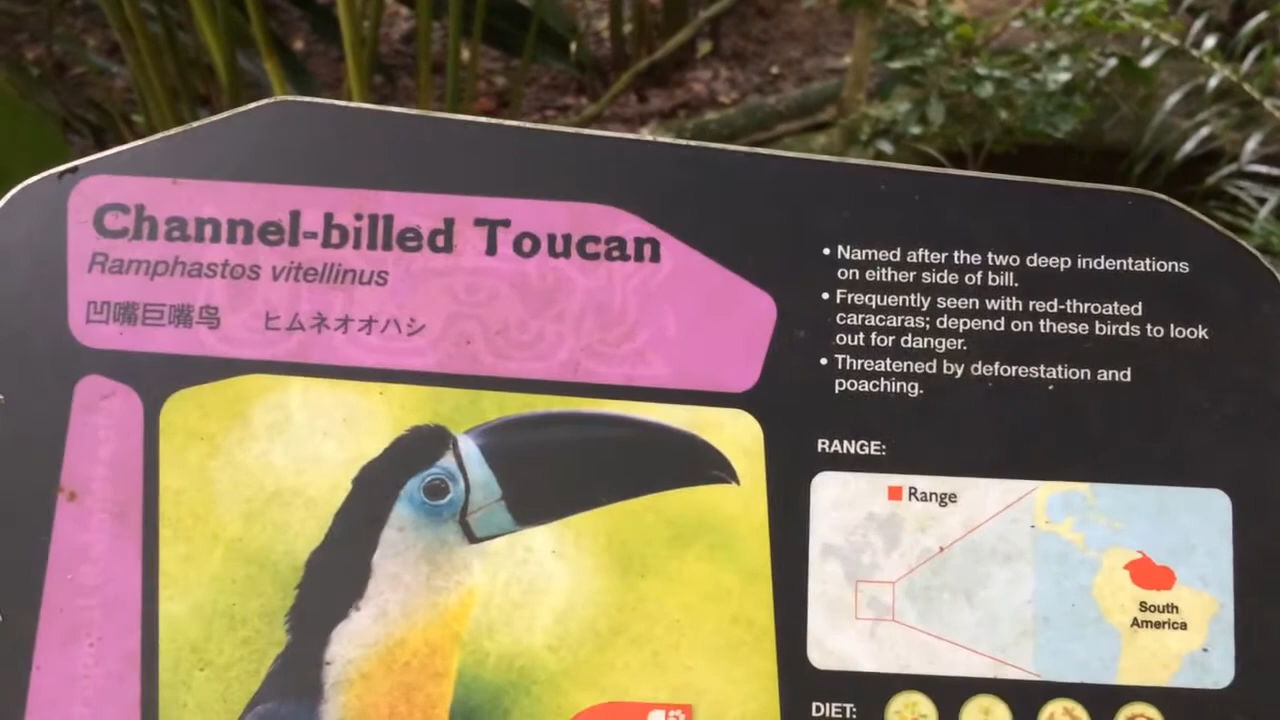 Channel-billed Toucan
Ramphastos vitellinus
凹嘴巨嘴鸟 ヒムネオオハシ
• Named after the two deep indentations
on either side of bill.
• Frequently seen with red-throated
caracaras; depend on these birds to look
out for danger.
• Threatened by deforestation and
poaching.
RANGE:
Range
South
America
DIET: